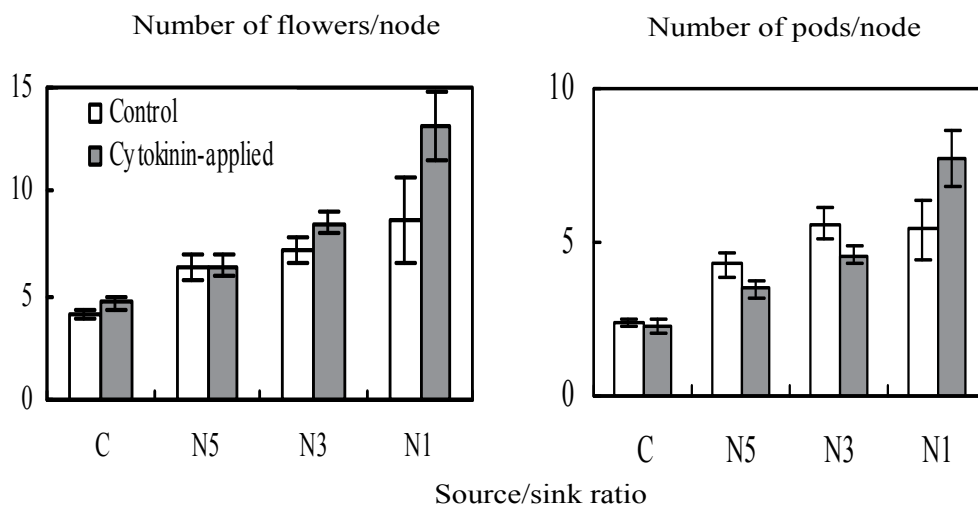 Number of flowers/node
Number of pods/node
15
10
5
0
Control
Cytokinin-applied
C N5 N3 N1
10
5
0
C N5 N3 N1
Source/sink ratio